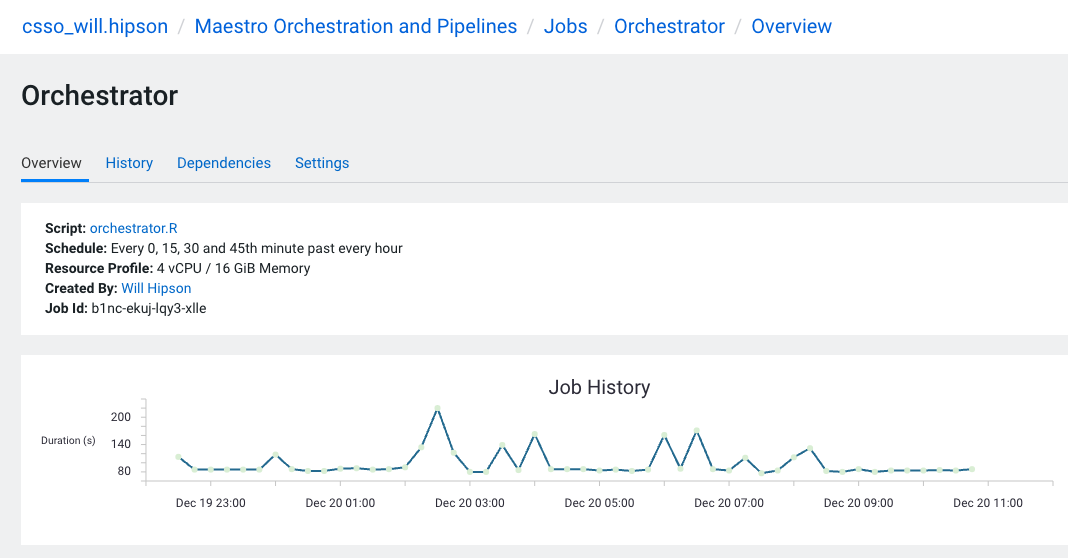 csso_will.hipson / Maestro Orchestration and Pipelines / Jobs / Orchestrator / Overview
Orchestrator
Overview History Dependencies Settings
Script: orchestrator.R
Schedule: Every 0, 15, 30 and 45th minute past every hour
Resource Profile: 4 vCPU / 16 GiB Memory
Created By: Will Hipson
Job Id: b1nc-ekuj-lqy3-xlle
Job History
Duration (s)
200
140
80
Dec 19 23:00 Dec 20 01:00 Dec 20 03:00 Dec 20 05:00 Dec 20 07:00 Dec 20 09:00 Dec 20 11:00